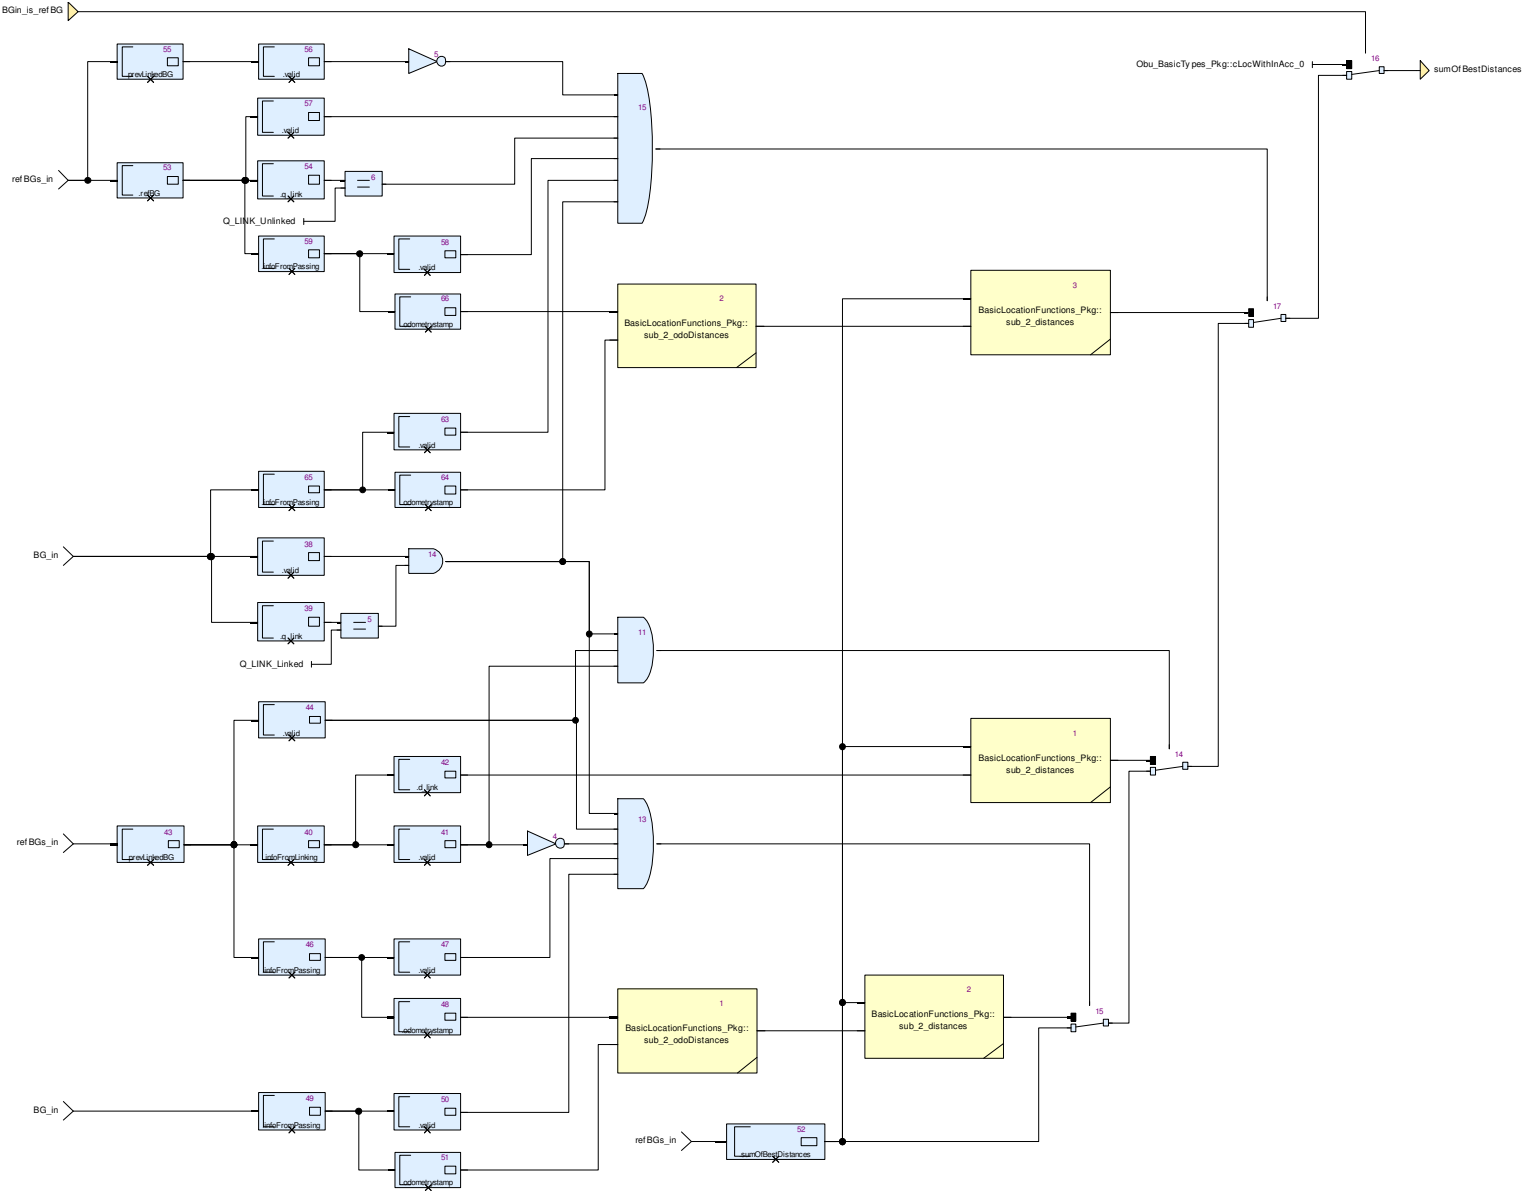 BGin_is_refBG
55
.prevLinkedBG
56
.valid
5
Obu_BasicTypes_Pkg::cLocWithInAcc_0
16
sumOfBestDistances
57
.valid
15
refBGs_in
53
.refBG
54
.q_link
6
Q_LINK_Unlinked
59
.infoFromPassing
58
.valid
66
.odometrystamp
2
BasicLocationFunctions_Pkg::
sub_2_odoDistances
3
BasicLocationFunctions_Pkg::
sub_2_distances
17
63
.valid
65
.infoFromPassing
64
.odometrystamp
BG_in
38
.valid
14
39
.q_link
5
Q_LINK_Linked
11
44
.valid
42
.d_link
1
BasicLocationFunctions_Pkg::
sub_2_distances
14
refBGs_in
43
.prevLinkedBG
40
.infoFromLinking
41
.valid
4
13
46
.infoFromPassing
47
.valid
48
.odometrystamp
1
BasicLocationFunctions_Pkg::
sub_2_odoDistances
2
BasicLocationFunctions_Pkg::
sub_2_distances
15
BG_in
49
.infoFromPassing
50
.valid
51
.odometrystamp
refBGs_in
52
.sumOfBestDistances